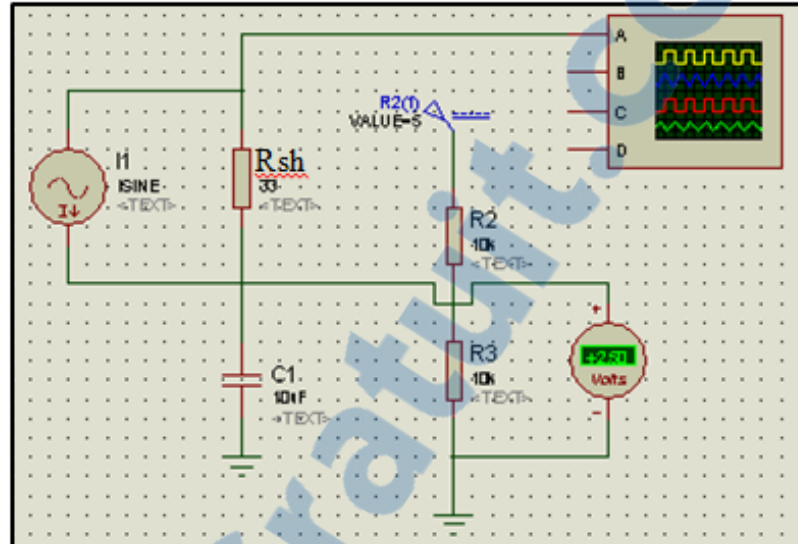 A
B
C
D
R2(1)
VALUE=5
I1
ISINE
<TEXT>
Rsh
33
<TEXT>
R2
10k
<TEXT>
R3
10k
<TEXT>
C1
<TEXT>
+
Volts
-